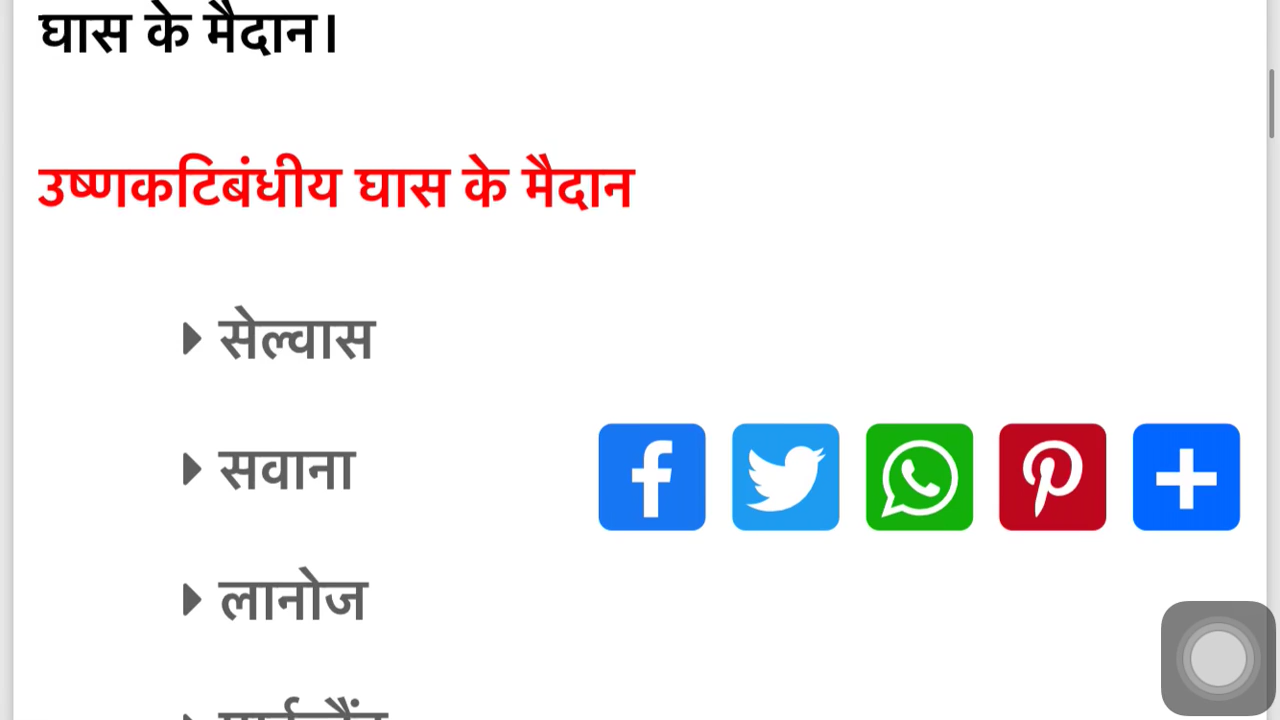 घास के मैदान।
उष्णकटिबंधीय घास के मैदान
सेल्वास
सवाना
लानोज